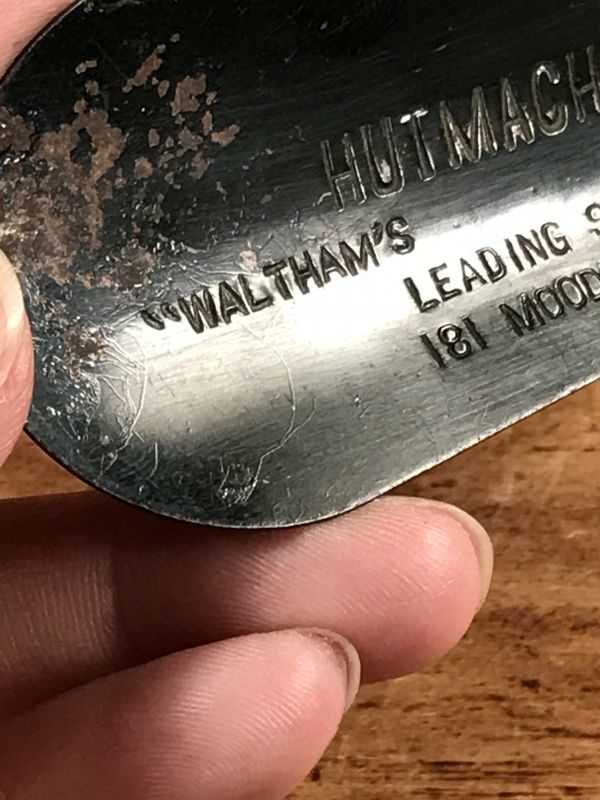 HUTMACH
"WALTHAM'S
LEADING S
181 MOOD